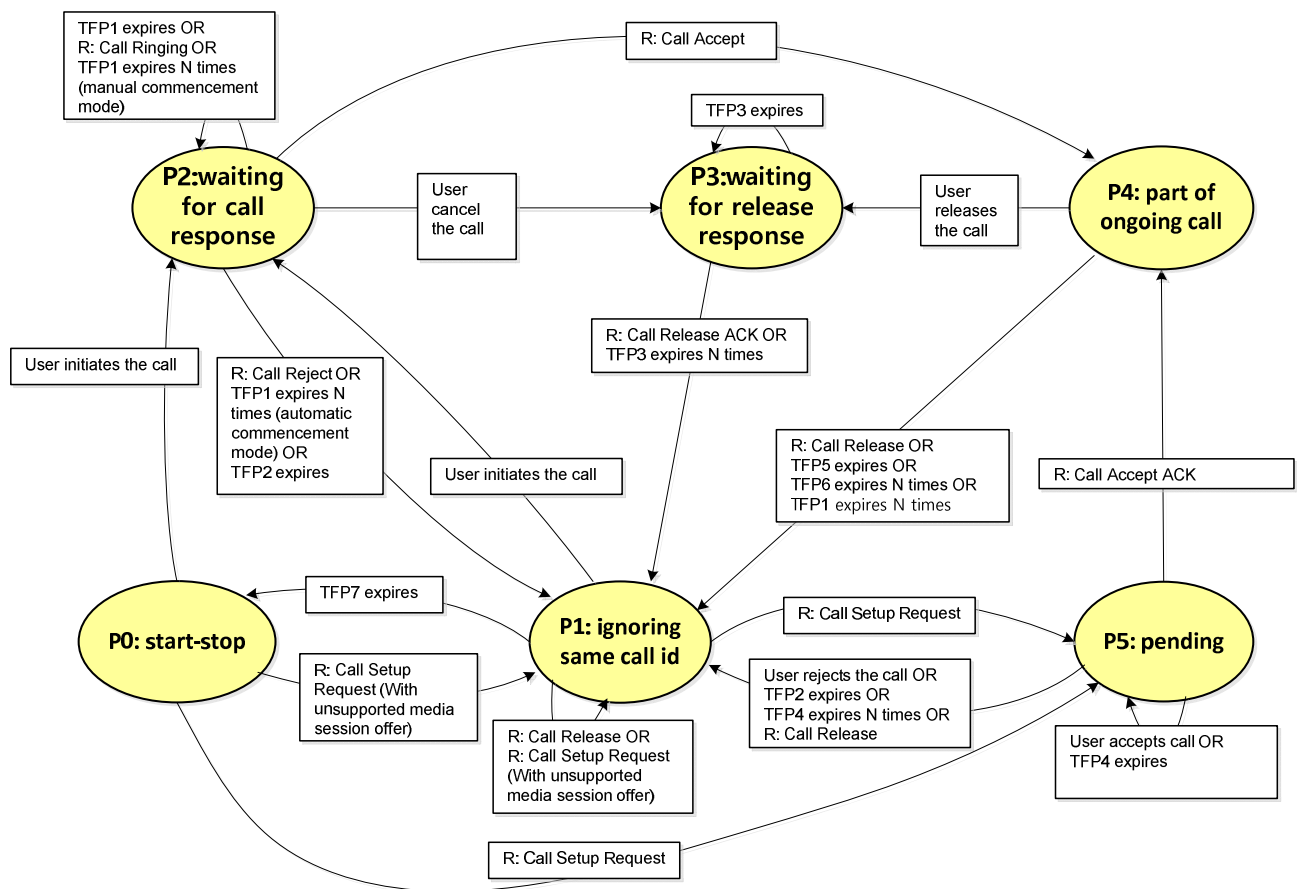 TFP1 expires OR
R: Call Ringing OR
TFP1 expires N times
(manual commencement
mode)
R: Call Accept
TFP3 expires
P2:waiting
for call
response
User
cancel
the call
P3:waiting
for release
response
User
releases
the call
P4: part of
ongoing call
User initiates the call
R: Call Reject OR
TFP1 expires N
times (automatic
commencement
mode) OR
TFP2 expires
R: Call Release ACK OR
TFP3 expires N times
User initiates the call
R: Call Release OR
TFP5 expires OR
TFP6 expires N times OR
TFP1 expires N times
R: Call Accept ACK
TFP7 expires
P0: start-stop
P1: ignoring
same call id
R: Call Setup Request
P5: pending
R: Call Setup
Request (With
unsupported media
session offer)
R: Call Release OR
R: Call Setup Request
(With unsupported
media session offer)
User rejects the call OR
TFP2 expires OR
TFP4 expires N times OR
R: Call Release
User accepts call OR
TFP4 expires
R: Call Setup Request